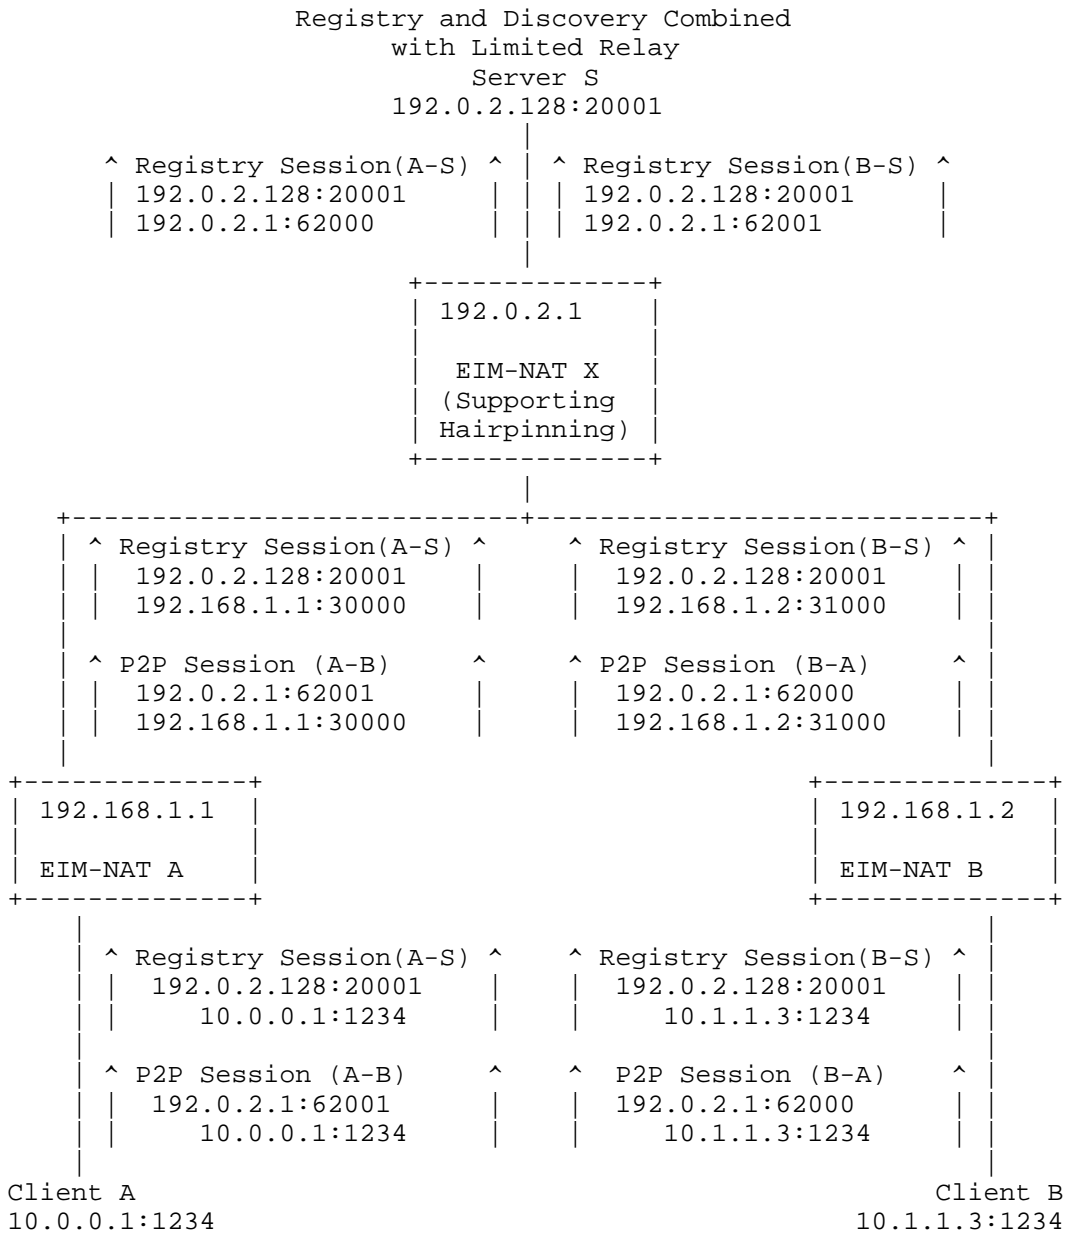 Registry and Discovery Combined
with Limited Relay
Server S
192.0.2.128:20001
|
^ Registry Session(A-S) ^ | ^ Registry Session(B-S) ^
| 192.0.2.128:20001 | | | 192.0.2.128:20001 |
| 192.0.2.1:62000 | | | 192.0.2.1:62001 |
|
+--------------+
| 192.0.2.1 |
| |
| EIM-NAT X |
| (Supporting |
| Hairpinning) |
+--------------+
|
+----------------------------+----------------------------+
| ^ Registry Session(A-S) ^ ^ Registry Session(B-S) ^ |
| | 192.0.2.128:20001 | | 192.0.2.128:20001 | |
| | 192.168.1.1:30000 | | 192.168.1.2:31000 | |
| |
| ^ P2P Session (A-B) ^ ^ P2P Session (B-A) ^ |
| | 192.0.2.1:62001 | | 192.0.2.1:62000 | |
| | 192.168.1.1:30000 | | 192.168.1.2:31000 | |
| |
+--------------+ +--------------+
| 192.168.1.1 | | 192.168.1.2 |
| | | |
| EIM-NAT A | | EIM-NAT B |
+--------------+ +--------------+
| |
| ^ Registry Session(A-S) ^ ^ Registry Session(B-S) ^ |
| | 192.0.2.128:20001 | | 192.0.2.128:20001 | |
| | 10.0.0.1:1234 | | 10.1.1.3:1234 | |
| |
| ^ P2P Session (A-B) ^ ^ P2P Session (B-A) ^ |
| | 192.0.2.1:62001 | | 192.0.2.1:62000 | |
| | 10.0.0.1:1234 | | 10.1.1.3:1234 | |
| |
Client A Client B
10.0.0.1:1234 10.1.1.3:1234